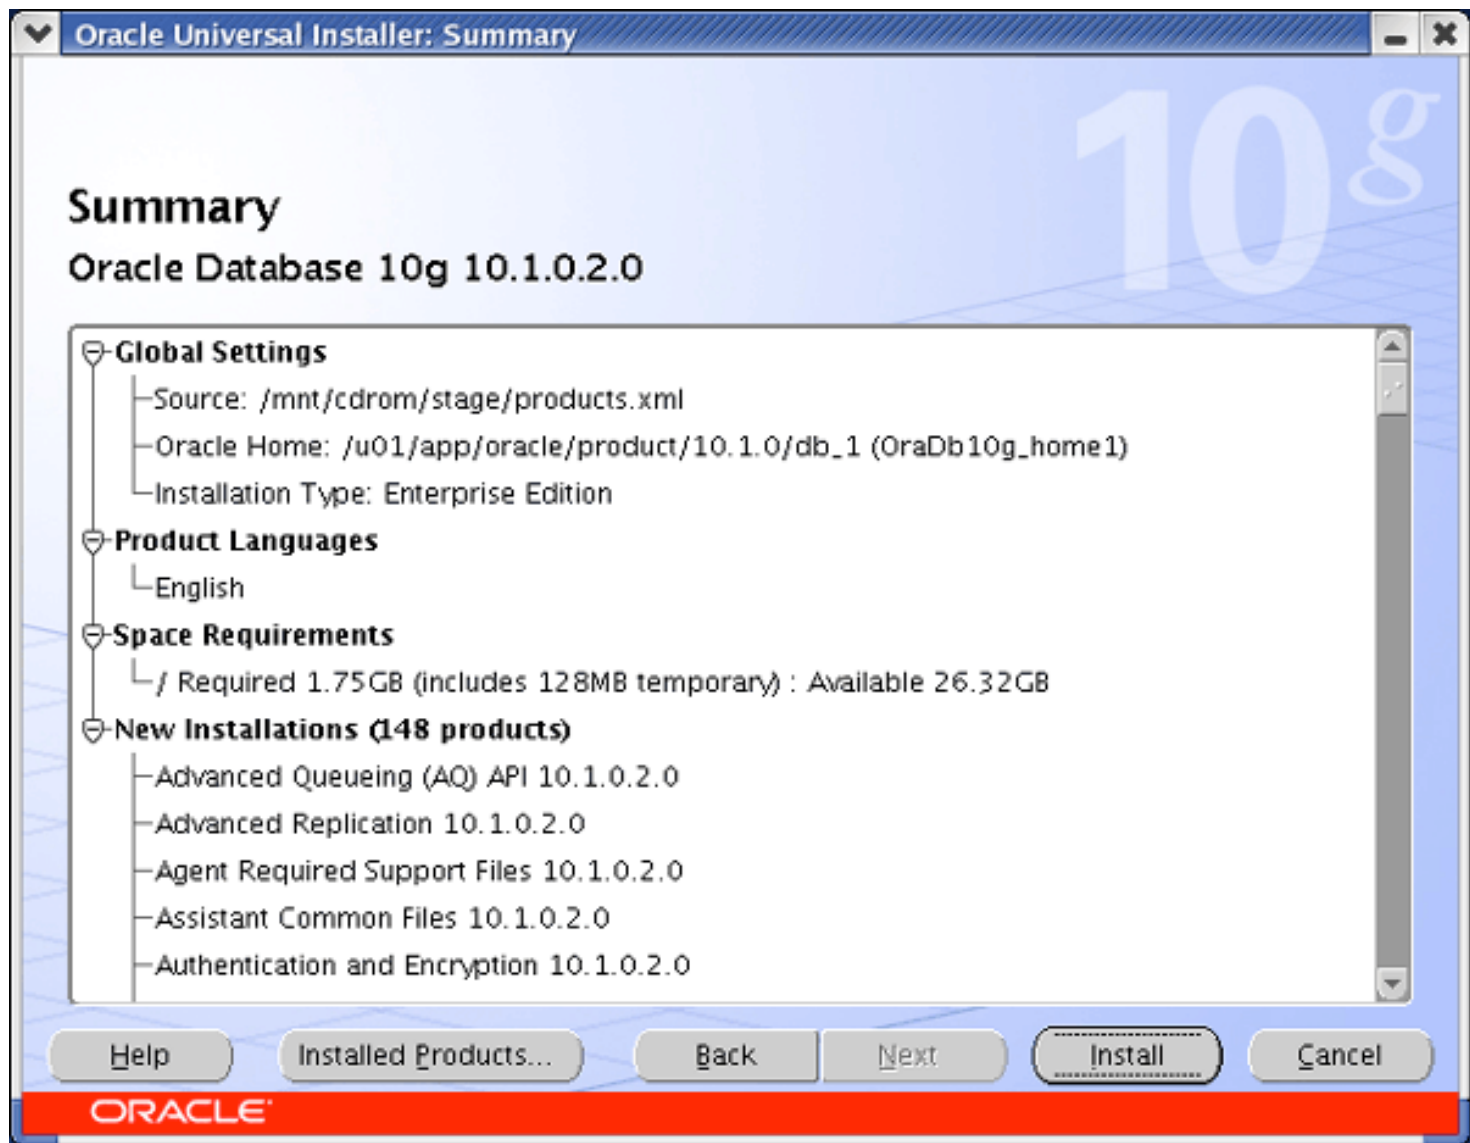 Oracle Universal Installer: Summary
10g
Summary
Oracle Database 10g 10.1.0.2.0
Global Settings
Source: /mnt/cdrom/stage/products.xml
Oracle Home: /u01/app/oracle/product/10.1.0/db_1 (OraDb10g_home1)
Installation Type: Enterprise Edition
Product Languages
English
Space Requirements
/ Required 1.75GB (includes 128MB temporary) : Available 26.32GB
New Installations (148 products)
Advanced Queueing (AQ) API 10.1.0.2.0
Advanced Replication 10.1.0.2.0
Agent Required Support Files 10.1.0.2.0
Assistant Common Files 10.1.0.2.0
Authentication and Encryption 10.1.0.2.0
Help Installed Products... Back Next Install Cancel
ORACLE